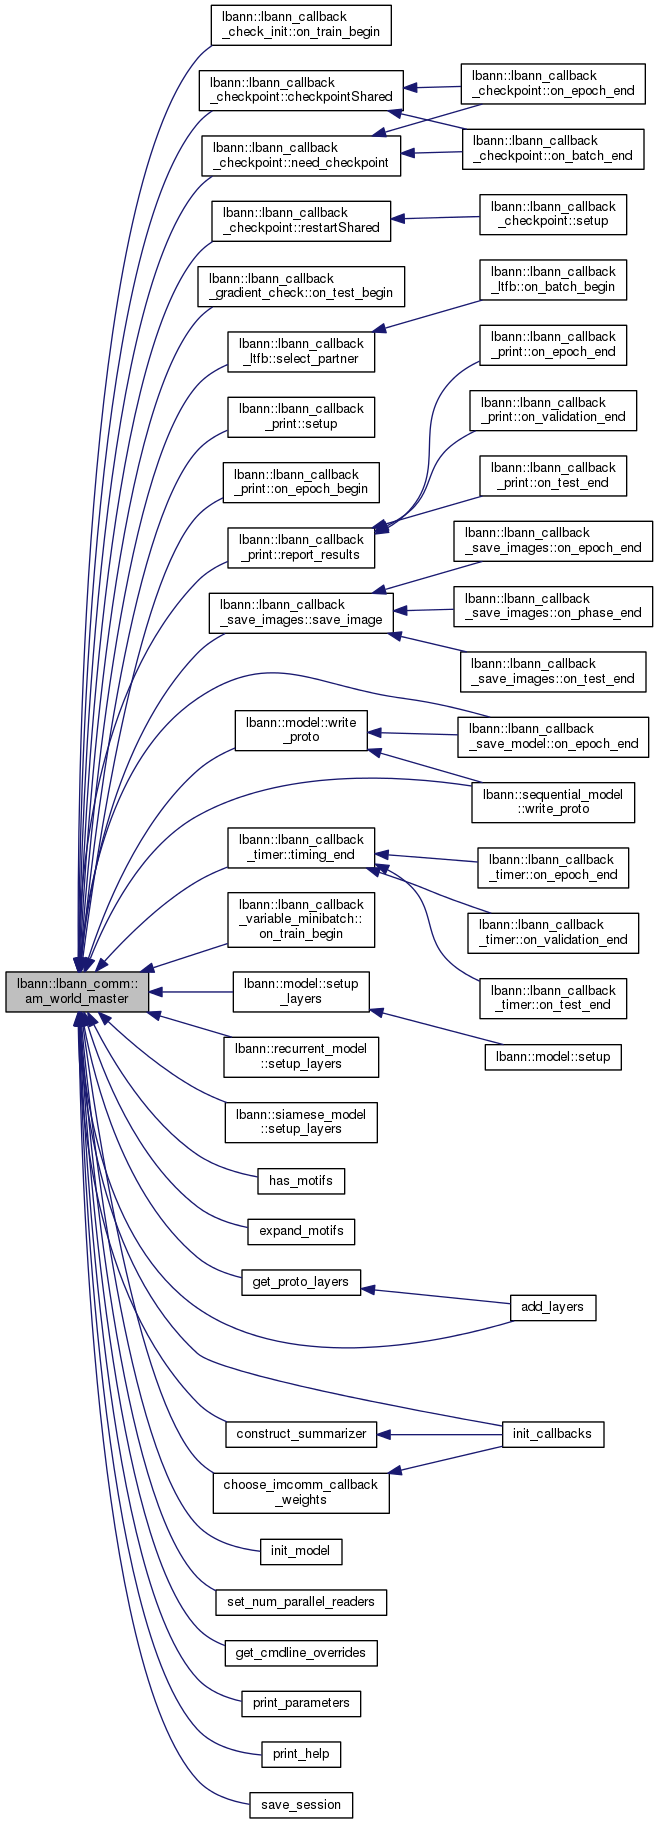 lbann::lbann_callback
_check_init::on_train_begin
lbann::lbann_callback
_checkpoint::checkpointShared
lbann::lbann_callback
_checkpoint::on_epoch_end
lbann::lbann_callback
_checkpoint::need_checkpoint
lbann::lbann_callback
_checkpoint::on_batch_end
lbann::lbann_callback
_checkpoint::restartShared
lbann::lbann_callback
_checkpoint::setup
lbann::lbann_callback
_gradient_check::on_test_begin
lbann::lbann_callback
_ltfb::on_batch_begin
lbann::lbann_callback
_ltfb::select_partner
lbann::lbann_callback
_print::on_epoch_end
lbann::lbann_callback
_print::setup
lbann::lbann_callback
_print::on_validation_end
lbann::lbann_callback
_print::on_epoch_begin
lbann::lbann_callback
_print::on_test_end
lbann::lbann_callback
_print::report_results
lbann::lbann_callback
_save_images::on_epoch_end
lbann::lbann_callback
_save_images::save_image
lbann::lbann_callback
_save_images::on_phase_end
lbann::lbann_callback
_save_images::on_test_end
lbann::model::write
_proto
lbann::lbann_callback
_save_model::on_epoch_end
lbann::sequential_model
::write_proto
lbann::lbann_callback
_timer::timing_end
lbann::lbann_callback
_timer::on_epoch_end
lbann::lbann_callback
_variable_minibatch::
on_train_begin
lbann::lbann_callback
_timer::on_validation_end
lbann::lbann_comm::
am_world_master
lbann::model::setup
_layers
lbann::lbann_callback
_timer::on_test_end
lbann::recurrent_model
::setup_layers
lbann::model::setup
lbann::siamese_model
::setup_layers
has_motifs
expand_motifs
get_proto_layers
add_layers
construct_summarizer
init_callbacks
choose_imcomm_callback
_weights
init_model
set_num_parallel_readers
get_cmdline_overrides
print_parameters
print_help
save_session